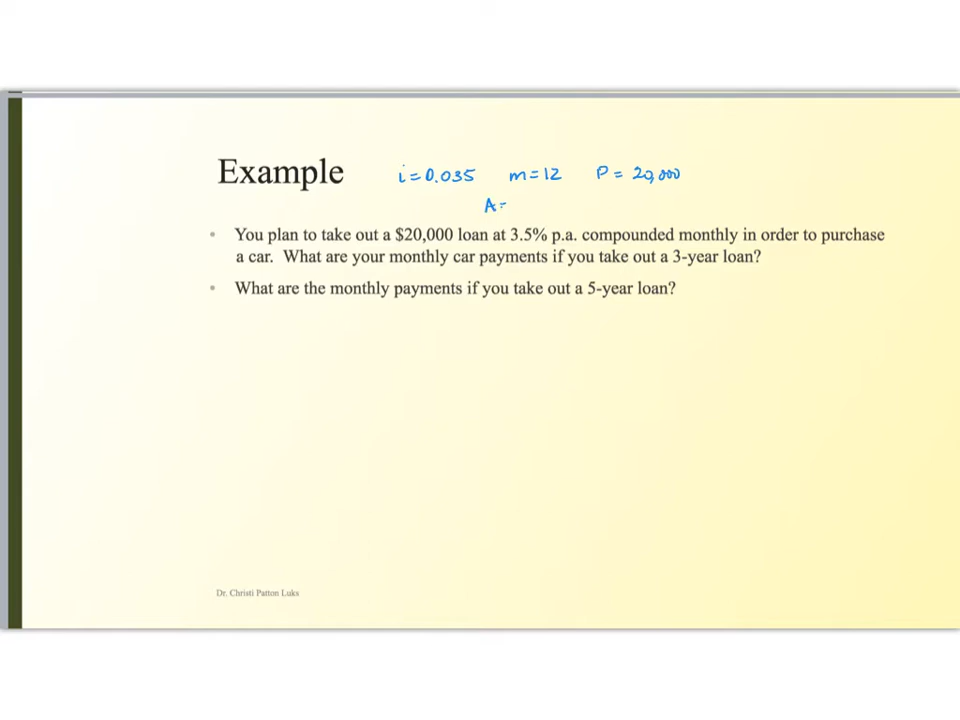 Example i=0.035 m=12 P = 20,000
A=
• You plan to take out a $20,000 loan at 3.5% p.a. compounded monthly in order to purchase
a car. What are your monthly car payments if you take out a 3-year loan?
• What are the monthly payments if you take out a 5-year loan?
Dr. Christi Patton Luks